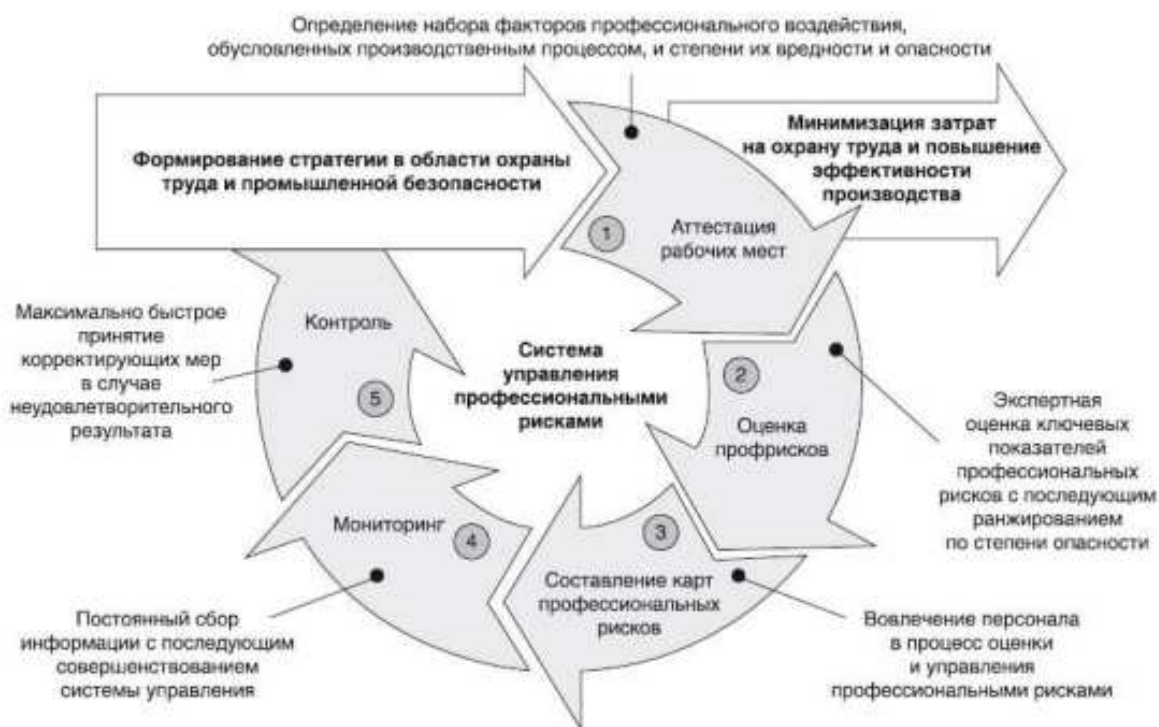 Определение набора факторов профессионального воздействия,
обусловленных производственным процессом, и степени их вредности и опасности
Формирование стратегии в области охраны
труда и промышленной безопасности
Минимизация затрат
на охрану труда и повышение
эффективности
производства
1
Аттестация
рабочих мест
Максимально быстрое
принятие
корректирующих мер
в случае
неудовлетворительного
результата
Контроль
5
Система
управления
профессиональными
рисками
2
Оценка
профрисков
Экспертная
оценка ключевых
показателей
профессиональных
рисков с последующим
ранжированием
по степени опасности
Мониторинг
4
3
Составление карт
профессиональных
рисков
Постоянный сбор
информации с последующим
совершенствованием
системы управления
Вовлечение персонала
в процесс оценки
и управления
профессиональными рисками